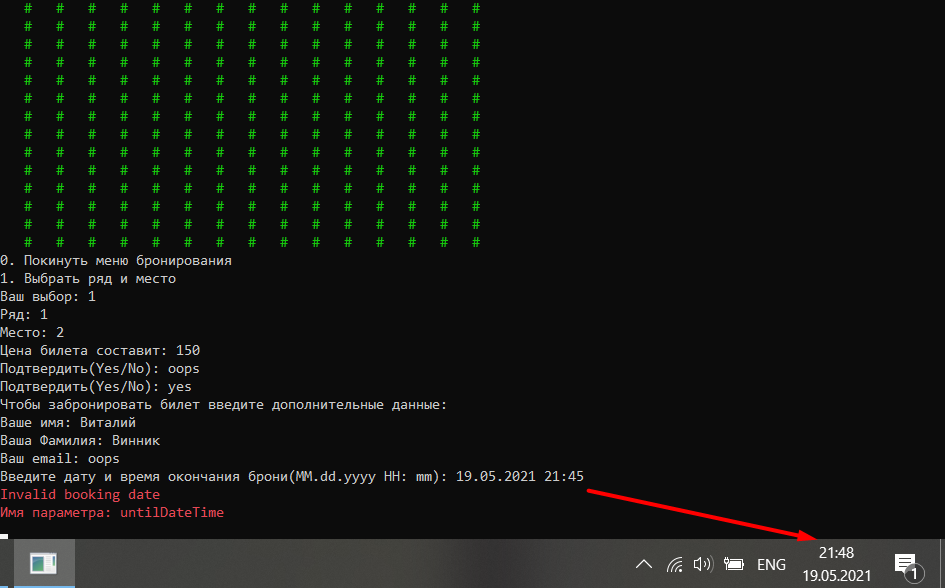 # # # # # # # # # # # # # # #
# # # # # # # # # # # # # # #
# # # # # # # # # # # # # # #
# # # # # # # # # # # # # # #
# # # # # # # # # # # # # # #
# # # # # # # # # # # # # # #
# # # # # # # # # # # # # # #
# # # # # # # # # # # # # # #
# # # # # # # # # # # # # # #
# # # # # # # # # # # # # # #
# # # # # # # # # # # # # # #
# # # # # # # # # # # # # # #
# # # # # # # # # # # # # # #
# # # # # # # # # # # # # # #
0. Покинуть меню бронирования
1. Выбрать ряд и место
Ваш выбор: 1
Ряд: 1
Место: 2
Цена билета составит: 150
Подтвердить(Yes/No): oops
Подтвердить(Yes/No): yes
Чтобы забронировать билет введите дополнительные данные:
Ваше имя: Виталий
Ваша Фамилия: Винник
Ваш email: oops
Введите дату и время окончания брони(MM.dd.yyyy HH: mm): 19.05.2021 21:45
Invalid booking date
Имя параметра: untilDateTime
ENG
21:48
19.05.2021
1